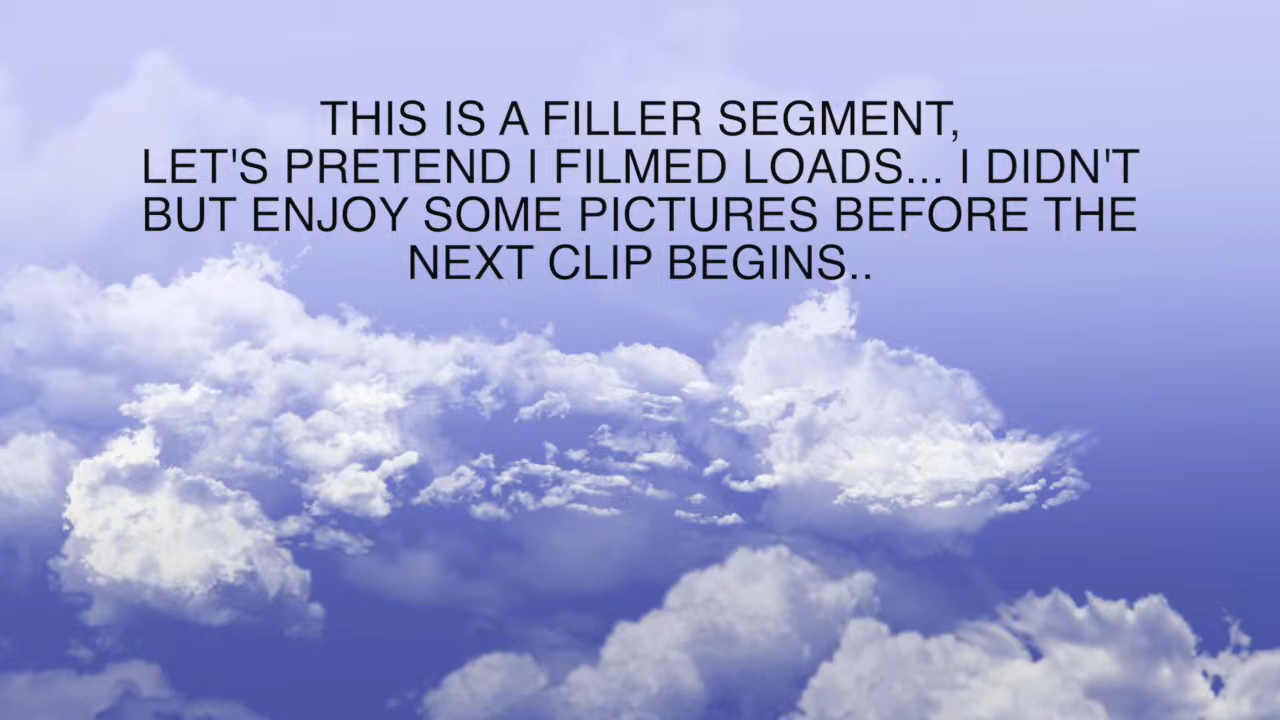 THIS IS A FILLER SEGMENT,
LET'S PRETEND I FILMED LOADS... I DIDN'T
BUT ENJOY SOME PICTURES BEFORE THE
NEXT CLIP BEGINS..